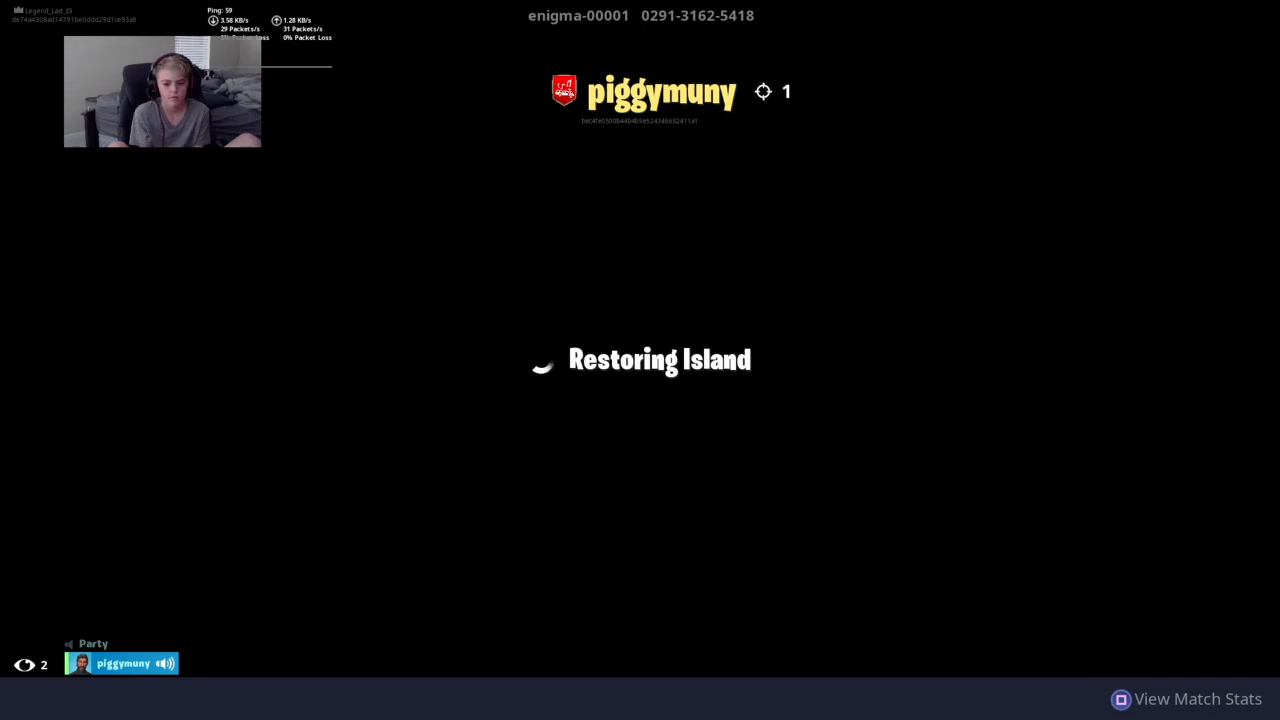 Legend_Last_Eli
Ping: 59
3.58 KB/s 1.28 KB/s
29 Packets/s 31 Packets/s
0% Packet Loss
enigma-00001 0291-3162-5418
piggymuny 1
Restoring Island
Party
2 piggymuny
View Match Stats